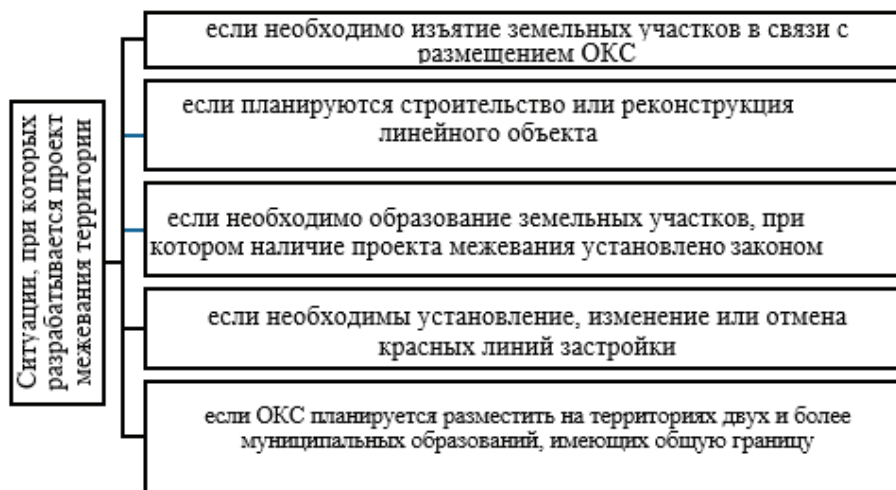 Ситуации, при которых
разрабатывается проект
межевания территории
если необходимо изъятие земельных участков в связи с
размещением ОКС
если планируются строительство или реконструкция
линейного объекта
если необходимо образование земельных участков, при
котором наличие проекта межевания установлено законом
если необходимы установление, изменение или отмена
красных линий застройки
если ОКС планируется разместить на территориях двух и более
муниципальных образований, имеющих общую границу